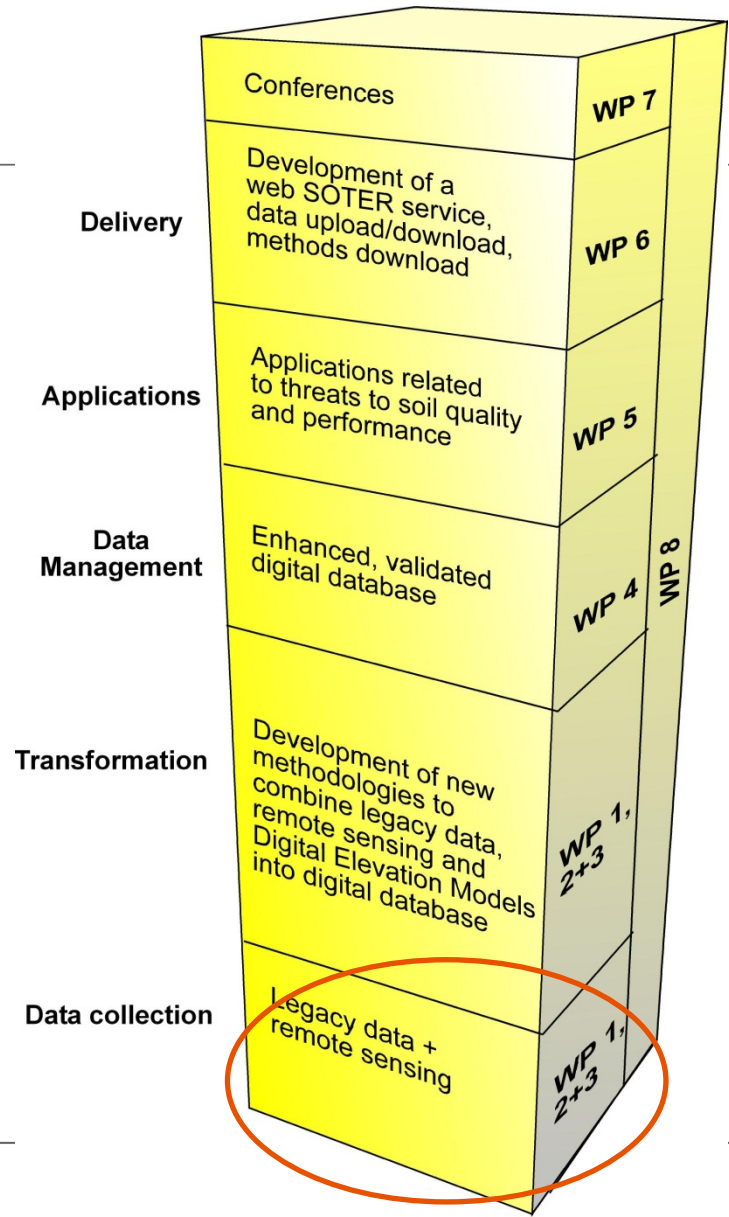 Conferences
WP 7
Delivery
Development of a
web SOTER service,
data upload/download,
methods download
WP 6
Applications
Applications related
to threats to soil quality
and performance
WP 5
Data
Management
Enhanced, validated
digital database
WP 4
WP 8
Transformation
Development of new
methodologies to
combine legacy data,
remote sensing and
Digital Elevation Models
into digital database
WP 1,
2+3
Data collection
Legacy data +
remote sensing
WP 1,
2+3